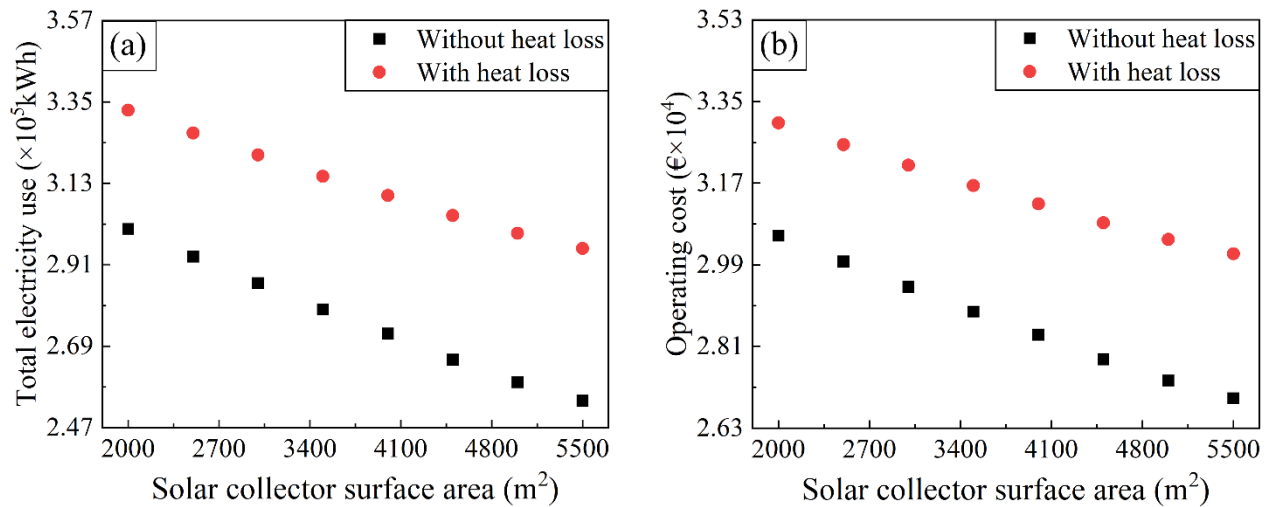 (a)
Without heat loss
With heat loss
Total electricity use (×10⁵kWh)
3.57
3.35
3.13
2.91
2.69
2.47
2000 2700 3400 4100 4800 5500
Solar collector surface area (m²)
(b)
Without heat loss
With heat loss
Operating cost (€×10⁴)
3.53
3.35
3.17
2.99
2.81
2.63
2000 2700 3400 4100 4800 5500
Solar collector surface area (m²)